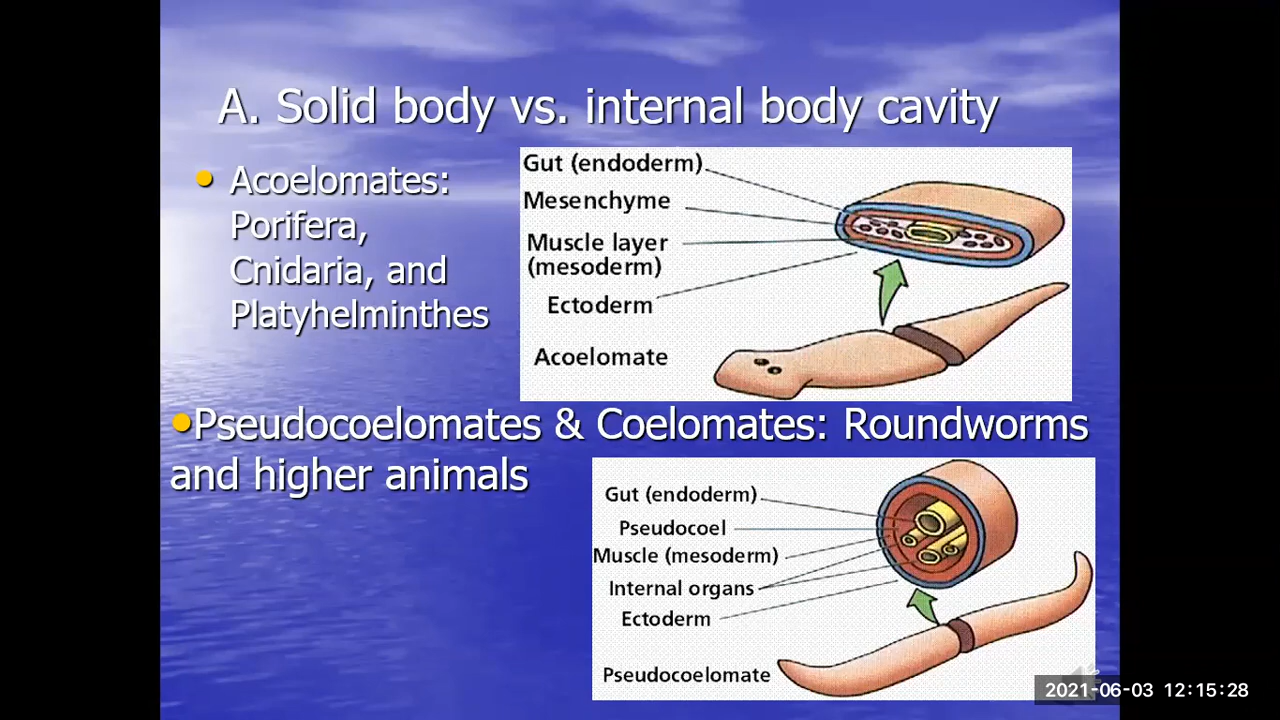 A. Solid body vs. internal body cavity
• Acoelomates:
Porifera,
Cnidaria, and
Platyhelminthes
Gut (endoderm)
Mesenchyme
Muscle layer
(mesoderm)
Ectoderm
Acoelomate
•Pseudocoelomates & Coelomates: Roundworms
and higher animals
Gut (endoderm)
Pseudocoel
Muscle (mesoderm)
Internal organs
Ectoderm
Pseudocoelomate
2021-06-03 12:15:28